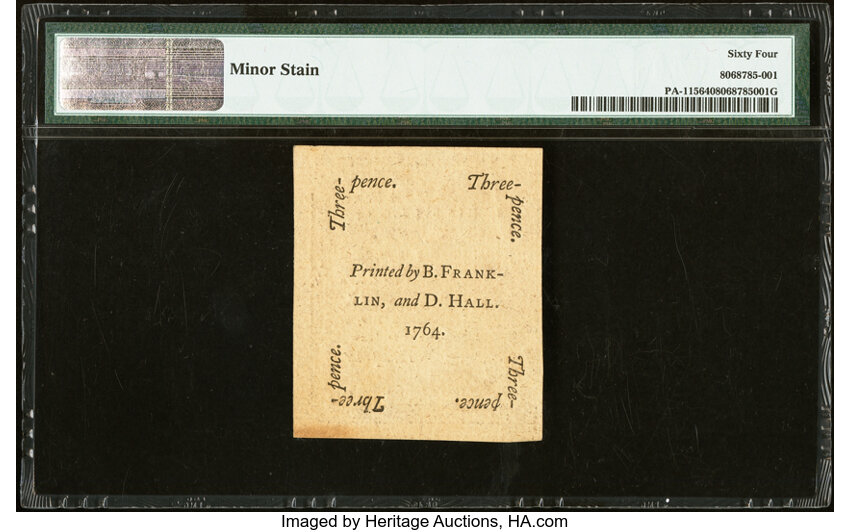 Minor Stain
Sixty Four
8068785-001
PA-1156408068785001G
Three-
pence.
Three-
pence.
Printed by B. FRANK-
LIN, and D. HALL.
1764.
Three-
pence.
Three-
pence.
Imaged by Heritage Auctions, HA.com